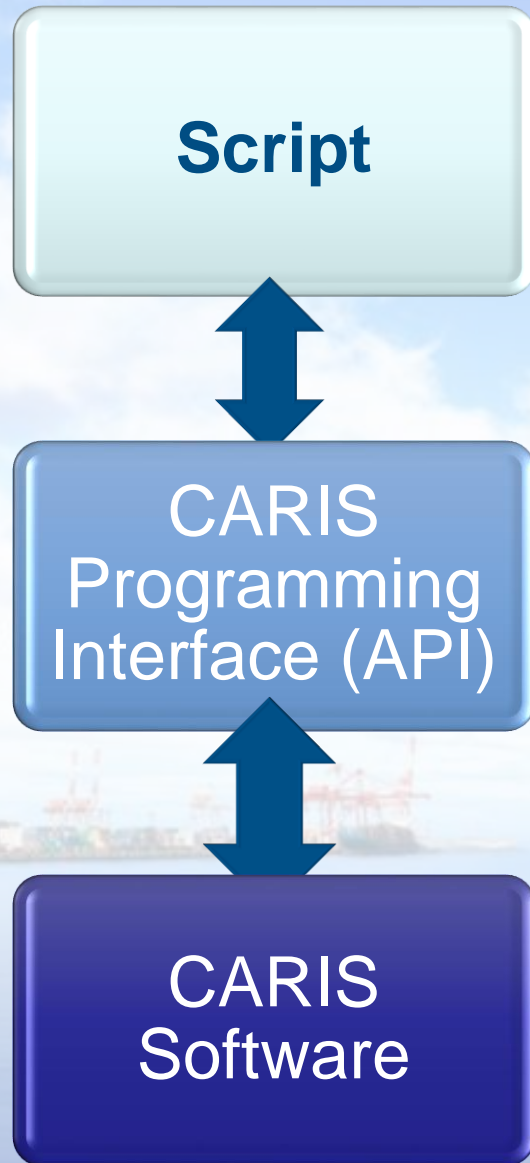 Script
CARIS
Programming
Interface (API)
CARIS
Software